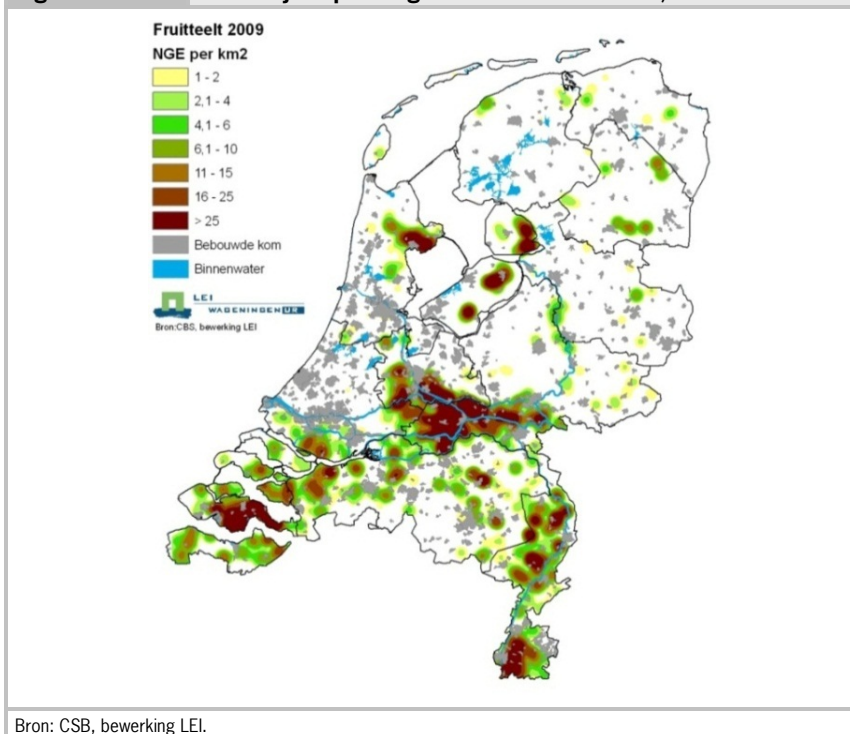 Fruitteelt 2009
NGE per km2
1 - 2
2,1 - 4
4,1 - 6
6,1 - 10
11 - 15
16 - 25
> 25
Bebouwde kom
Binnenwater
LEI
WAGENINGEN UR
Bron:CBS, bewerking LEI
Bron: CSB, bewerking LEI.